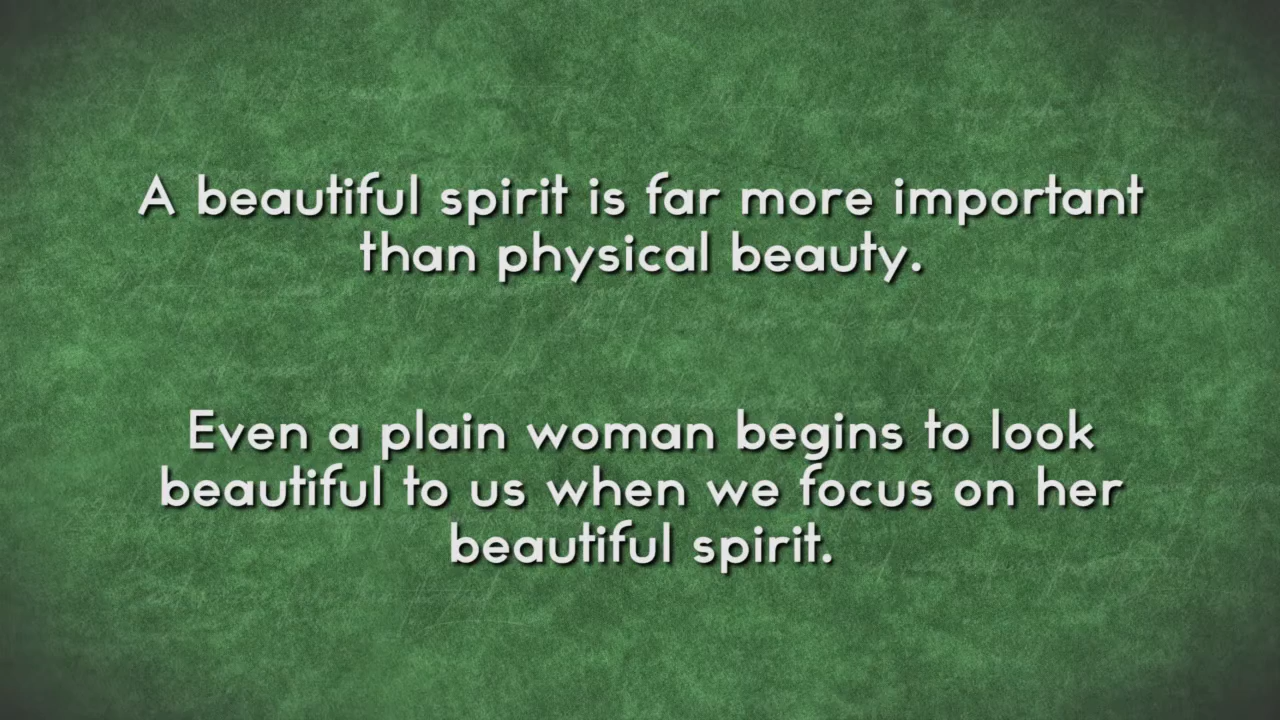 A beautiful spirit is far more important
than physical beauty.
Even a plain woman begins to look
beautiful to us when we focus on her
beautiful spirit.